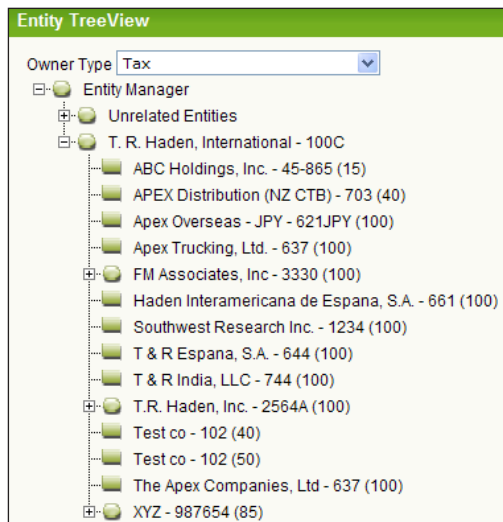 Entity TreeView
Owner Type Tax
Entity Manager
Unrelated Entities
T. R. Haden, International - 100C
ABC Holdings, Inc. - 45-865 (15)
APEX Distribution (NZ CTB) - 703 (40)
Apex Overseas - JPY - 621JPY (100)
Apex Trucking, Ltd. - 637 (100)
FM Associates, Inc - 3330 (100)
Haden Interamericana de Espana, S.A. - 661 (100)
Southwest Research Inc. - 1234 (100)
T & R Espana, S.A. - 644 (100)
T & R India, LLC - 744 (100)
T.R. Haden, Inc. - 2564A (100)
Test co - 102 (40)
Test co - 102 (50)
The Apex Companies, Ltd - 637 (100)
XYZ - 987654 (85)